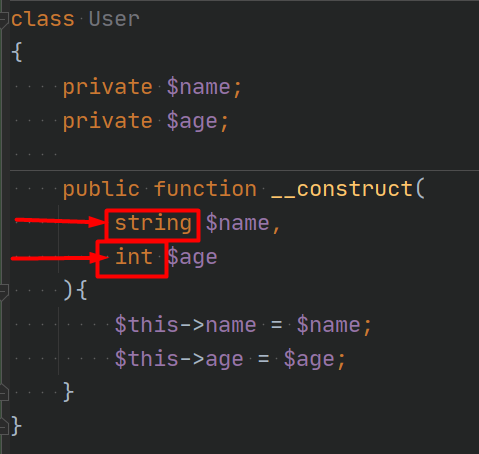 class User
{
    private $name;
    private $age;

    public function __construct(
        string $name,
        int $age
    ){
        $this->name = $name;
        $this->age = $age;
    }
}